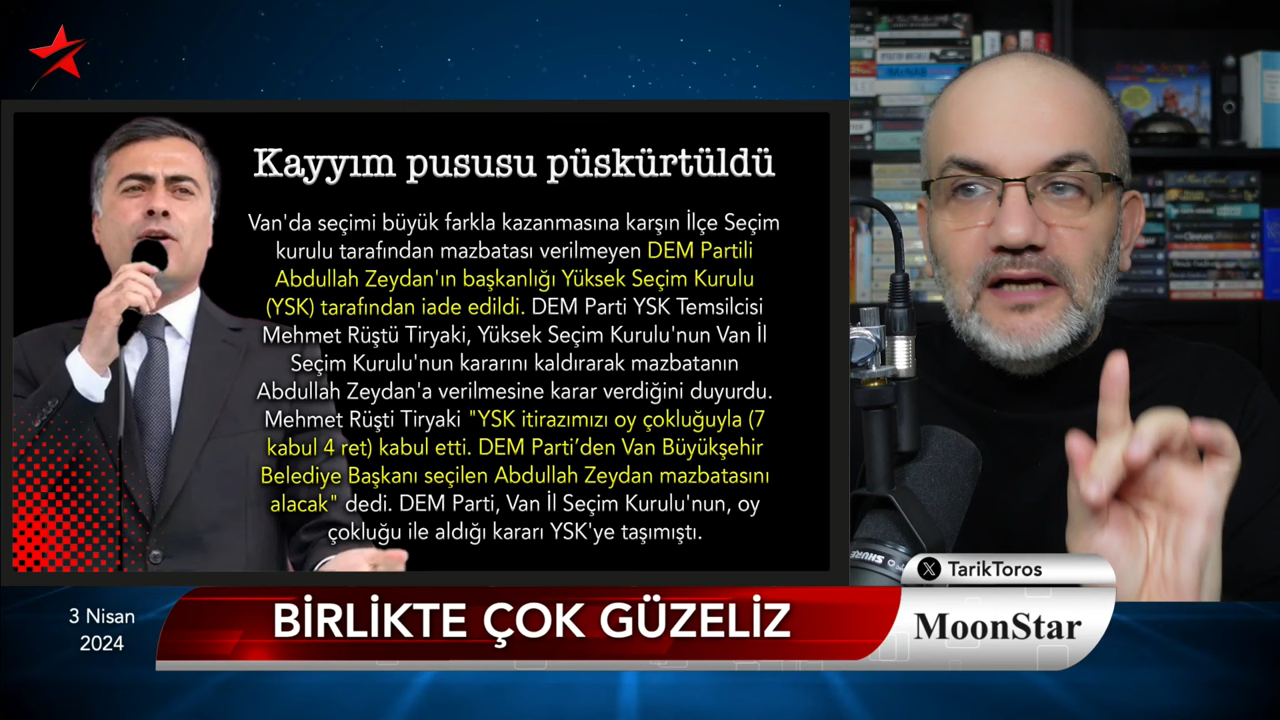 Kayyım pususu püskürtüldü
Van'da seçimi büyük farkla kazanmasına karşın İlçe Seçim
kurulu tarafından mazbatası verilmeyen DEM Partili
Abdullah Zeydan'ın başkanlığı Yüksek Seçim Kurulu
(YSK) tarafından iade edildi. DEM Parti YSK Temsilcisi
Mehmet Rüştü Tiryaki, Yüksek Seçim Kurulu'nun Van İl
Seçim Kurulu'nun kararını kaldırarak mazbatanın
Abdullah Zeydan'a verilmesine karar verdiğini duyurdu.
Mehmet Rüşti Tiryaki "YSK itirazımızı oy çokluğuyla (7
kabul 4 ret) kabul etti. DEM Parti’den Van Büyükşehir
Belediye Başkanı seçilen Abdullah Zeydan mazbatasını
alacak" dedi. DEM Parti, Van İl Seçim Kurulu'nun, oy
çokluğu ile aldığı kararı YSK'ye taşımıştı.
SHURE
X TarikToros
3 Nisan
2024
BİRLİKTE ÇOK GÜZELİZ
MoonStar